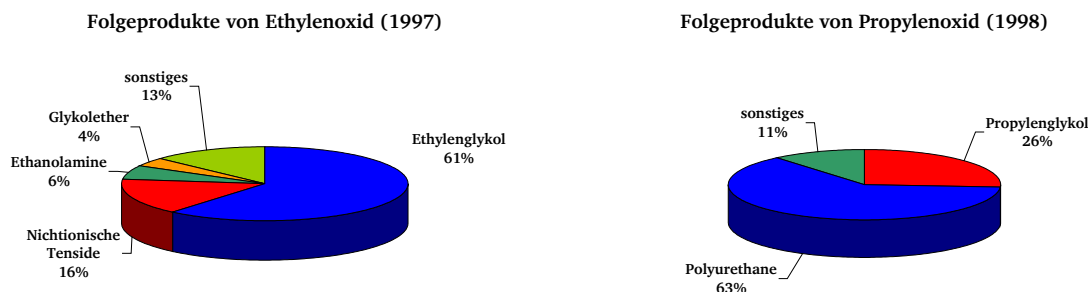 Folgeprodukte von Ethylenoxid (1997)
sonstiges
13%
Glykolether
4%
Ethanolamine
6%
Nichtionische
Tenside
16%
Ethylenglykol
61%
Folgeprodukte von Propylenoxid (1998)
sonstiges
11%
Propylenglykol
26%
Polyurethane
63%